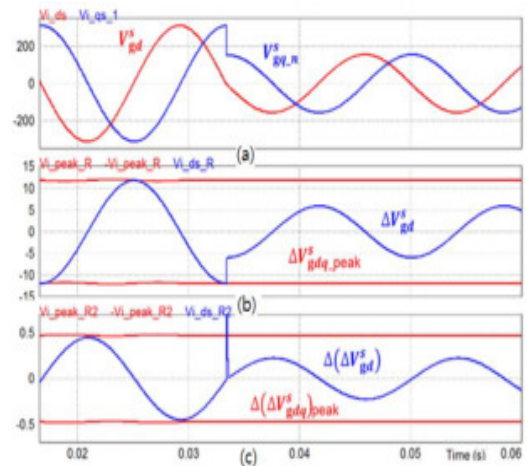 Vi_ds Vi_qs_1
200
0
-200
V^s_gd
V^s_gq_n
(a)
Vi_peak_R -Vi_peak_R Vi_ds_R
15
10
5
0
-5
-10
-15
ΔV^s_gd
ΔV^s_gdq_peak
(b)
Vi_peak_R2 -Vi_peak_R2 Vi_ds_R2
0.5
0
-0.5
Δ(ΔV^s_gd)
Δ(ΔV^s_gdq)peak
0.02 0.03 0.04 0.05 Time (s) 0.06
(c)